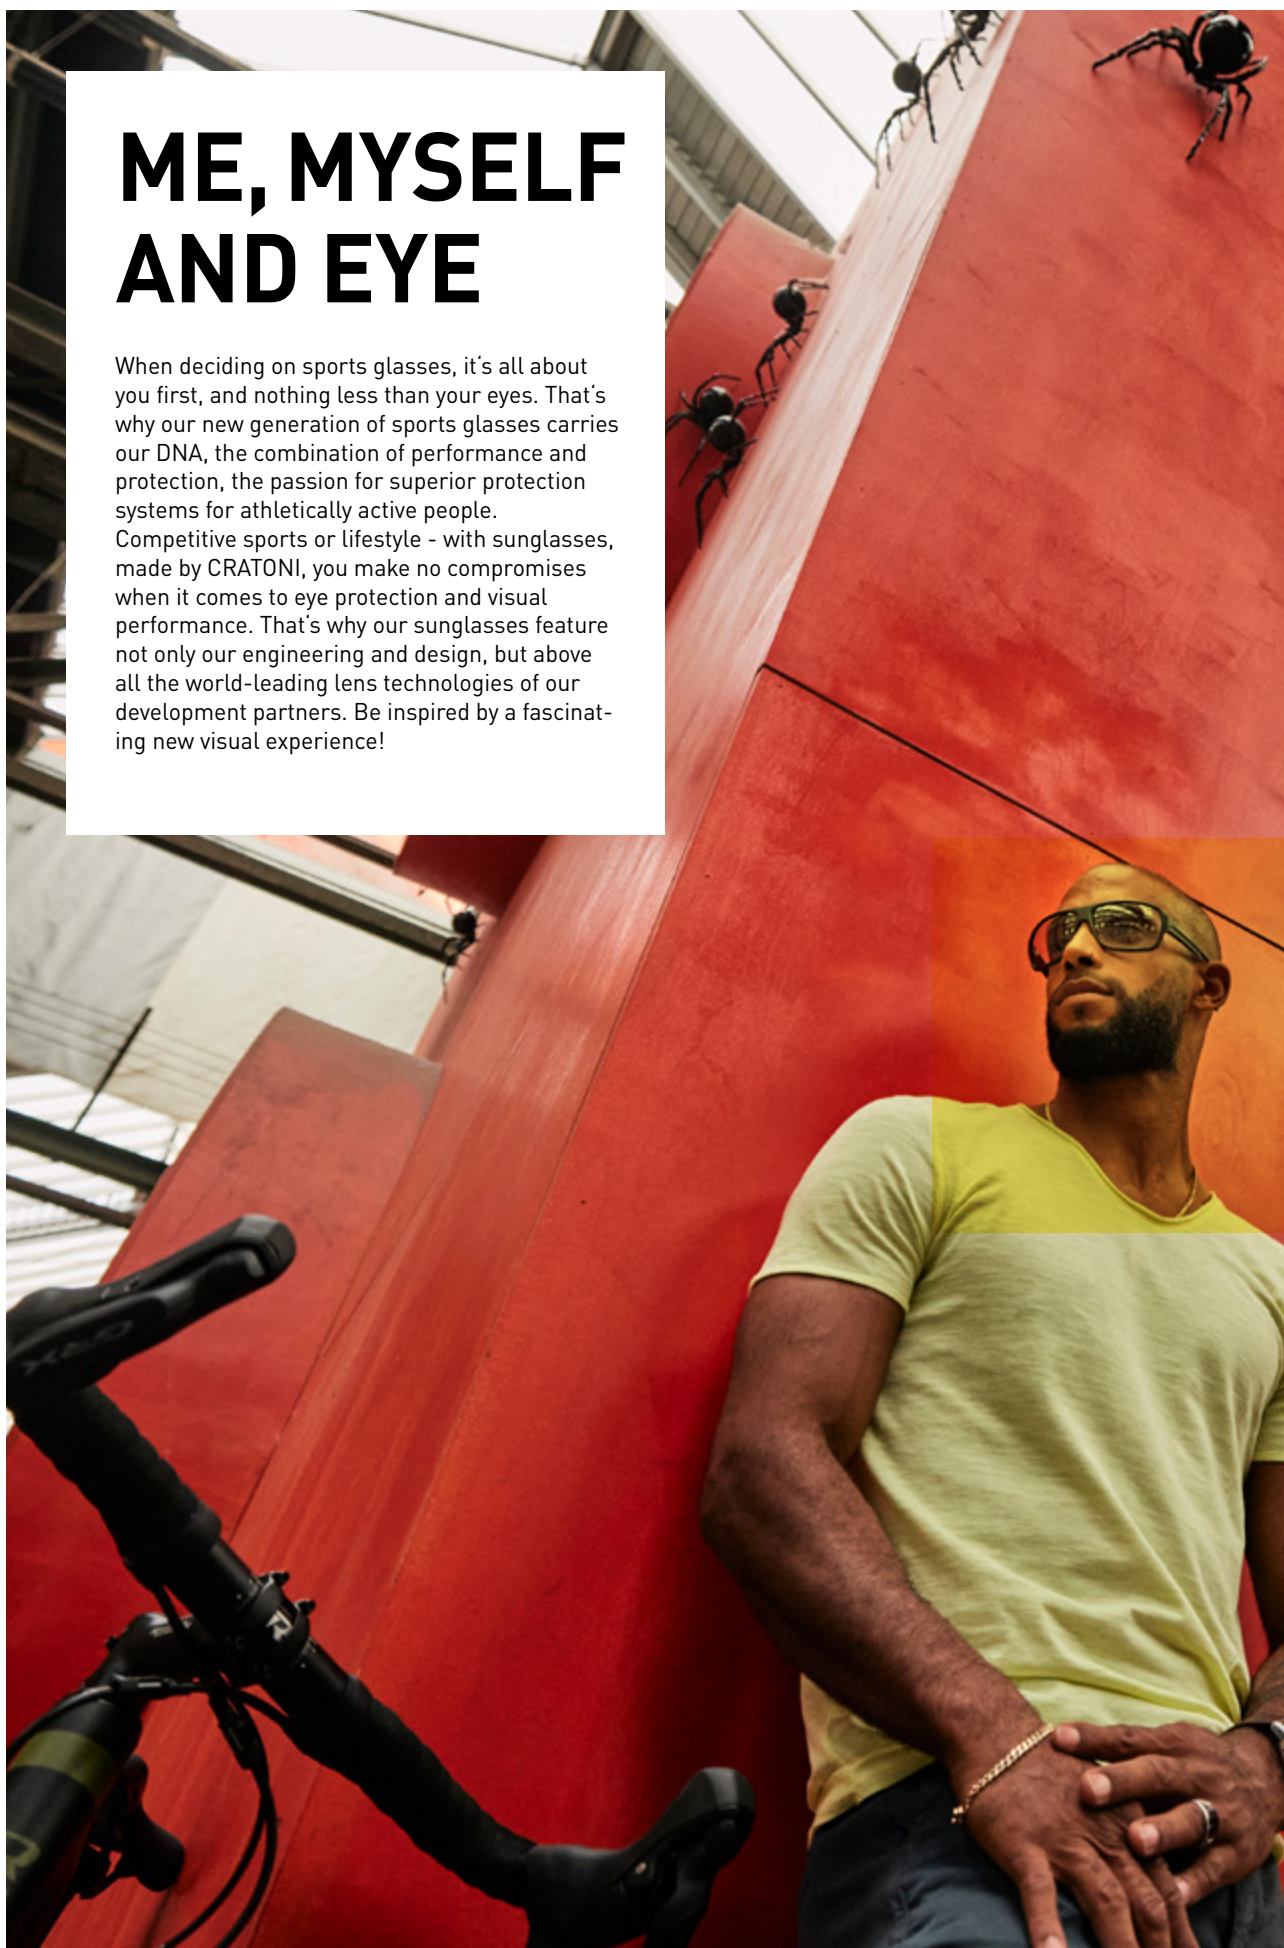 ME, MYSELF
AND EYE
When deciding on sports glasses, it‘s all about
you first, and nothing less than your eyes. That‘s
why our new generation of sports glasses carries
our DNA, the combination of performance and
protection, the passion for superior protection
systems for athletically active people.
Competitive sports or lifestyle - with sunglasses,
made by CRATONI, you make no compromises
when it comes to eye protection and visual
performance. That‘s why our sunglasses feature
not only our engineering and design, but above
all the world-leading lens technologies of our
development partners. Be inspired by a fascinat-
ing new visual experience!
GRX
R